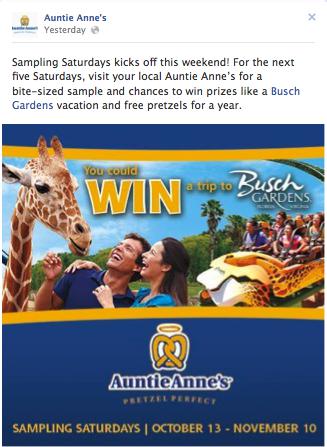 Auntie Anne's
Yesterday
Sampling Saturdays kicks off this weekend! For the next
five Saturdays, visit your local Auntie Anne's for a
bite-sized sample and chances to win prizes like a Busch
Gardens vacation and free pretzels for a year.
You could
WIN
a trip to
Busch
GARDENS
FLORIDA VIRGINIA
AuntieAnne's
PRETZEL PERFECT
SAMPLING SATURDAYS | OCTOBER 13 - NOVEMBER 10